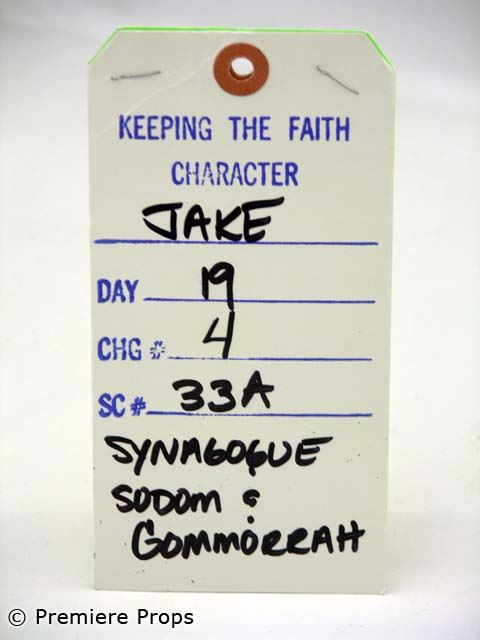 KEEPING THE FAITH
CHARACTER
JAKE
DAY 19
CHG # 4
SC # 33A
SYNAGOGUE
SODOM &
GOMMORRAH
© Premiere Props